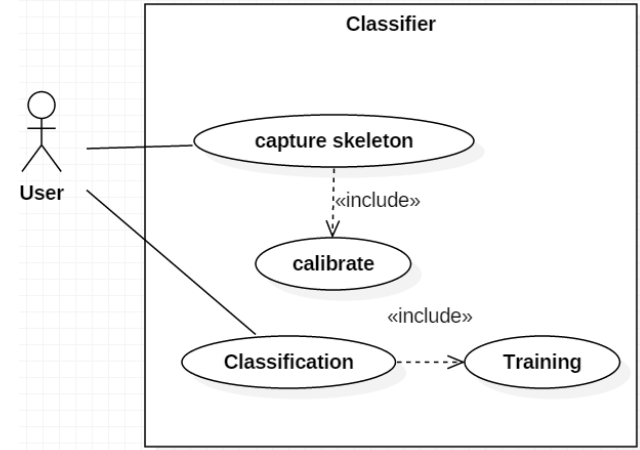 Classifier
capture skeleton
User
«include»
calibrate
«include»
Classification
Training